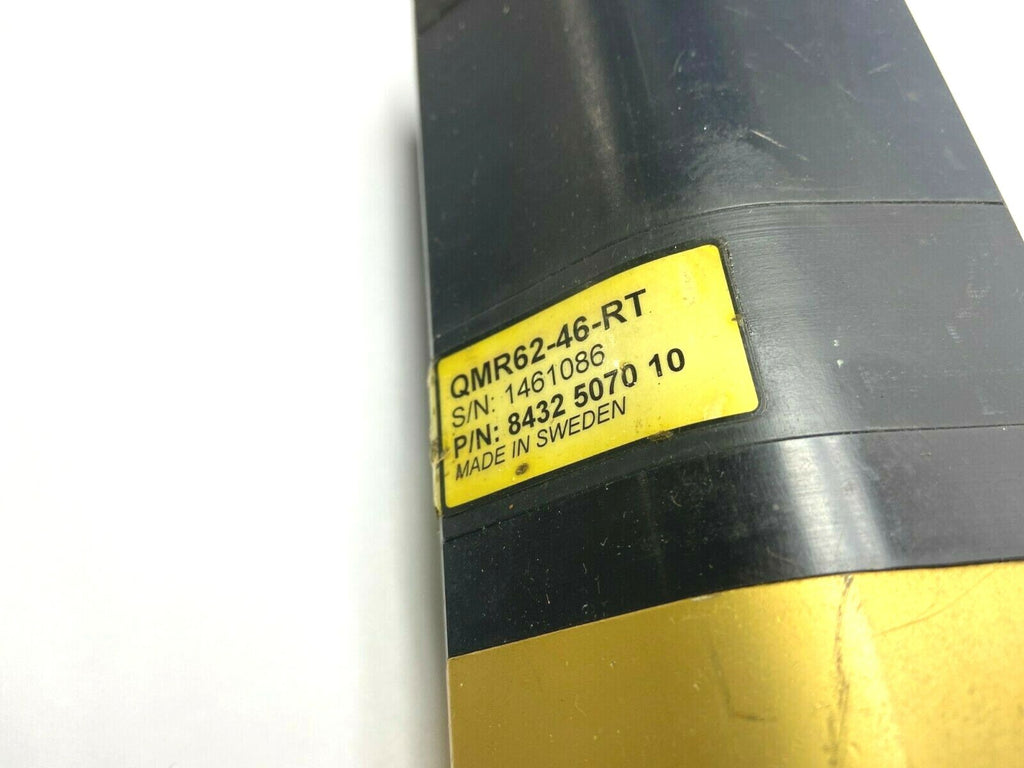 QMR62-46-RT
S/N: 1461086
P/N: 8432 5070 10
MADE IN SWEDEN